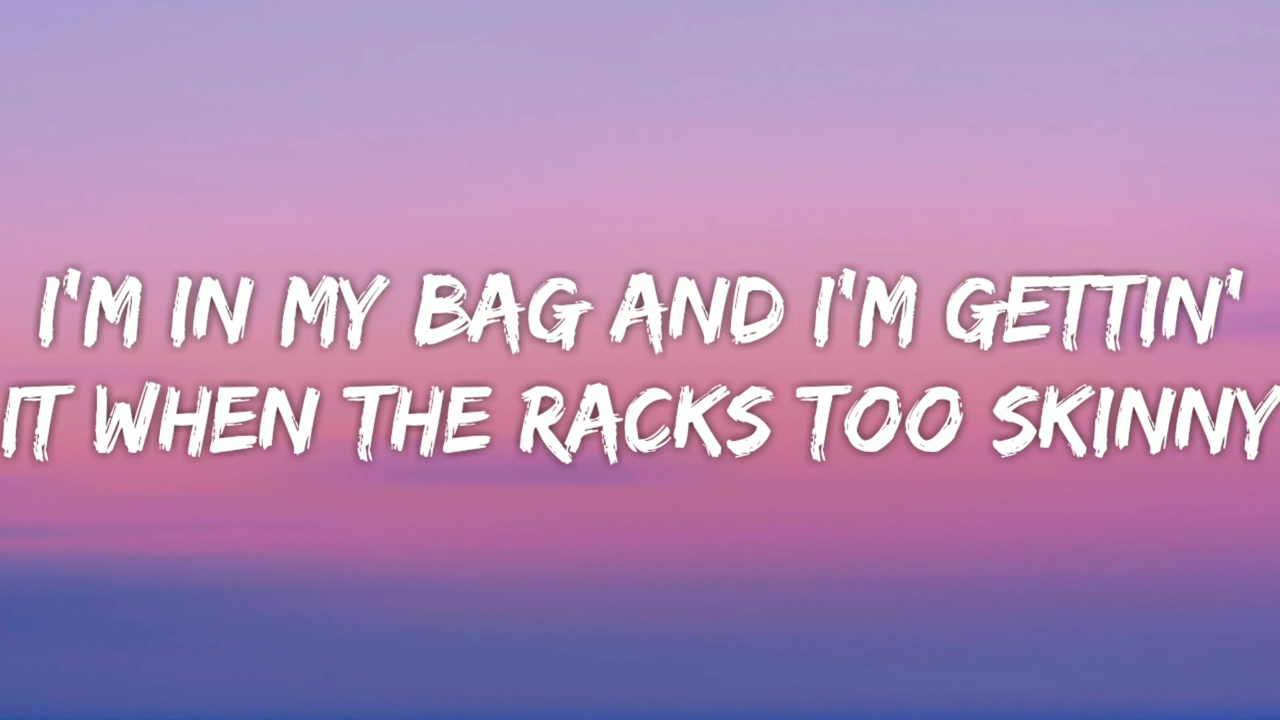 I'M IN MY BAG AND I'M GETTIN'
IT WHEN THE RACKS TOO SKINNY